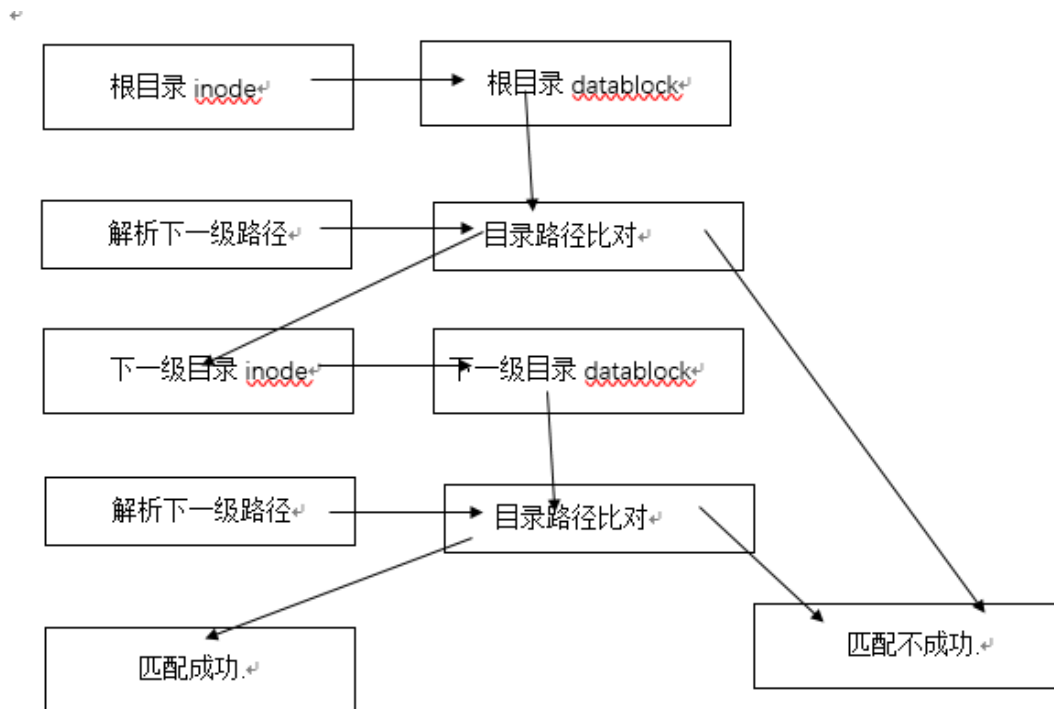 根目录 inode
根目录 datablock
解析下一级路径
目录路径比对
下一级目录 inode
下一级目录 datablock
解析下一级路径
目录路径比对
匹配成功.
匹配不成功.